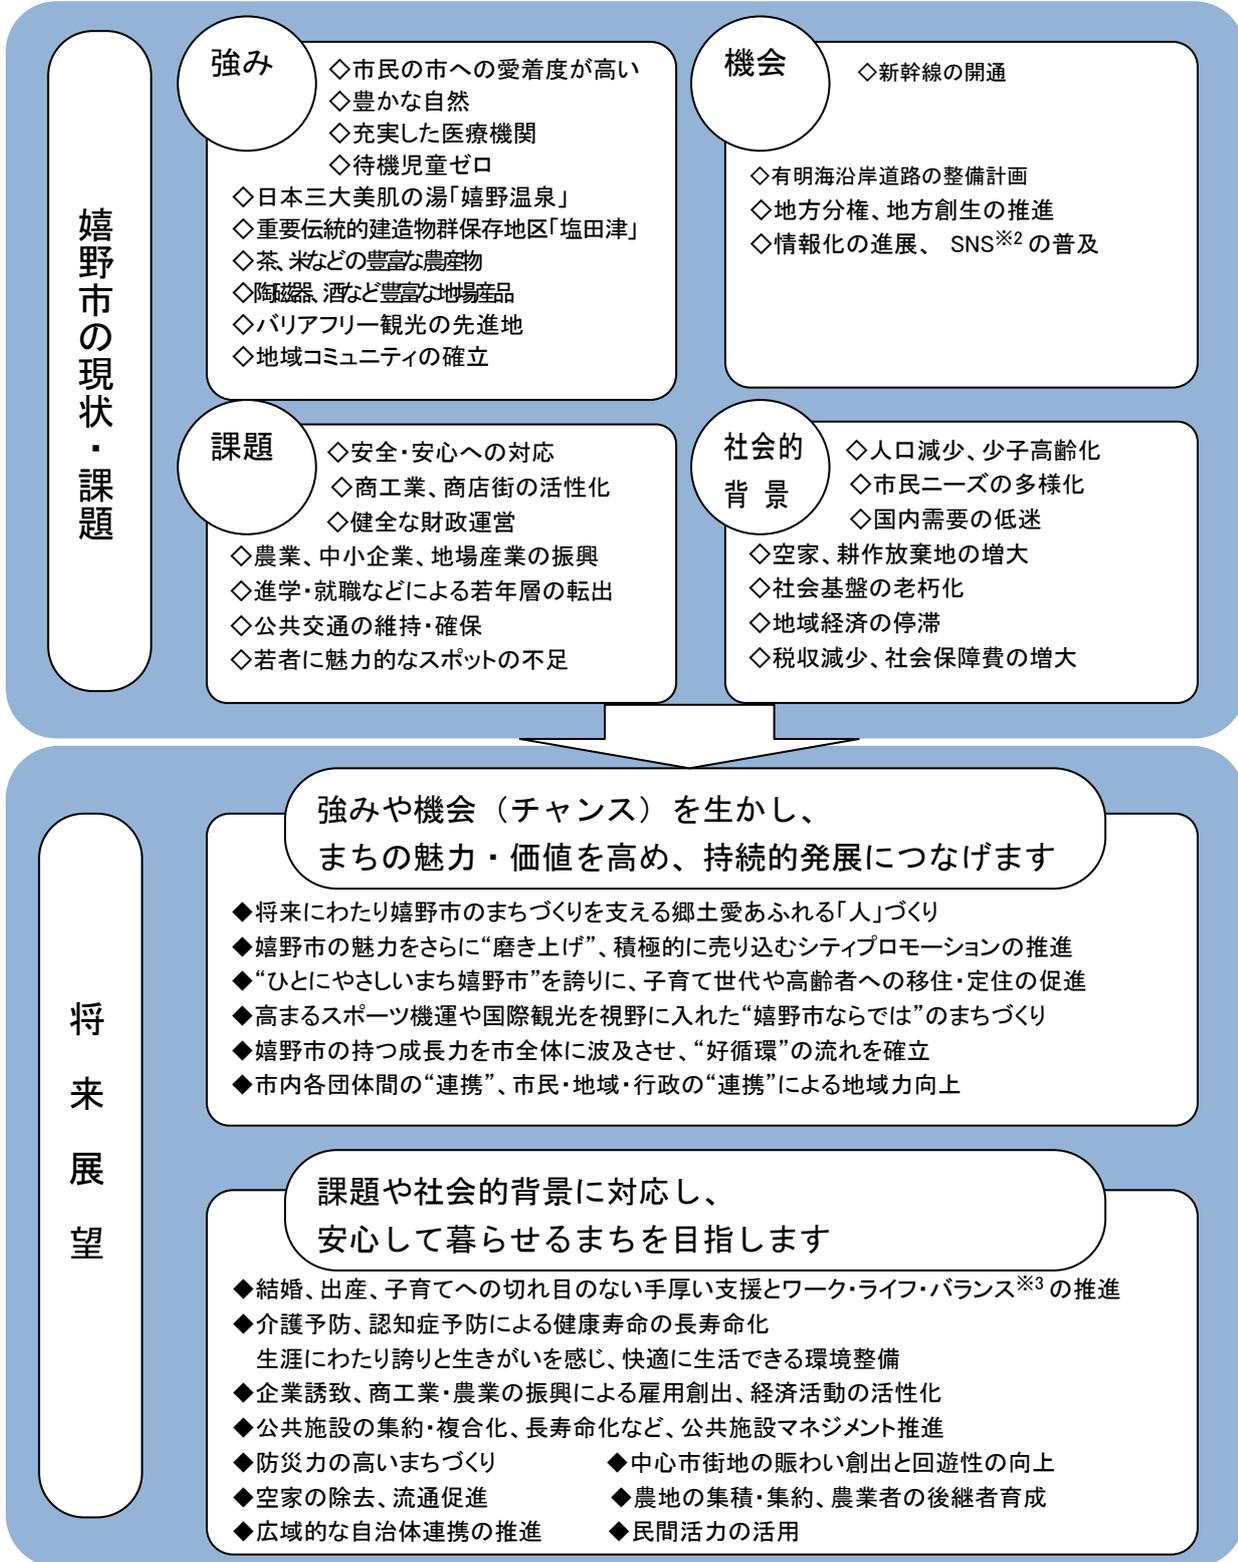 嬉野市の現状・課題
強み
◇市民の市への愛着度が高い
◇豊かな自然
◇充実した医療機関
◇待機児童ゼロ
◇日本三大美肌の湯「嬉野温泉」
◇重要伝統的建造物群保存地区「塩田津」
◇茶、米などの豊富な農産物
◇陶磁器、酒など豊富な地場産品
◇バリアフリー観光の先進地
◇地域コミュニティの確立
機会
◇新幹線の開通
◇有明海沿岸道路の整備計画
◇地方分権、地方創生の推進
◇情報化の進展、 SNS※2 の普及
課題
◇安全・安心への対応
◇商工業、商店街の活性化
◇健全な財政運営
◇農業、中小企業、地場産業の振興
◇進学・就職などによる若年層の転出
◇公共交通の維持・確保
◇若者に魅力的なスポットの不足
社会的
背 景
◇人口減少、少子高齢化
◇市民ニーズの多様化
◇国内需要の低迷
◇空家、耕作放棄地の増大
◇社会基盤の老朽化
◇地域経済の停滞
◇税収減少、社会保障費の増大
将来展望
強みや機会（チャンス）を生かし、
まちの魅力・価値を高め、持続的発展につなげます
◆将来にわたり嬉野市のまちづくりを支える郷土愛あふれる「人」づくり
◆嬉野市の魅力をさらに“磨き上げ”、積極的に売り込むシティプロモーションの推進
◆“ひとにやさしいまち嬉野市”を誇りに、子育て世代や高齢者への移住・定住の促進
◆高まるスポーツ機運や国際観光を視野に入れた“嬉野市ならでは”のまちづくり
◆嬉野市の持つ成長力を市全体に波及させ、“好循環”の流れを確立
◆市内各団体間の“連携”、市民・地域・行政の“連携”による地域力向上
課題や社会的背景に対応し、
安心して暮らせるまちを目指します
◆結婚、出産、子育てへの切れ目のない手厚い支援とワーク・ライフ・バランス※3 の推進
◆介護予防、認知症予防による健康寿命の長寿命化
生涯にわたり誇りと生きがいを感じ、快適に生活できる環境整備
◆企業誘致、商工業・農業の振興による雇用創出、経済活動の活性化
◆公共施設の集約・複合化、長寿命化など、公共施設マネジメント推進
◆防災力の高いまちづくり
◆中心市街地の賑わい創出と回遊性の向上
◆空家の除去、流通促進
◆農地の集積・集約、農業者の後継者育成
◆広域的な自治体連携の推進
◆民間活力の活用